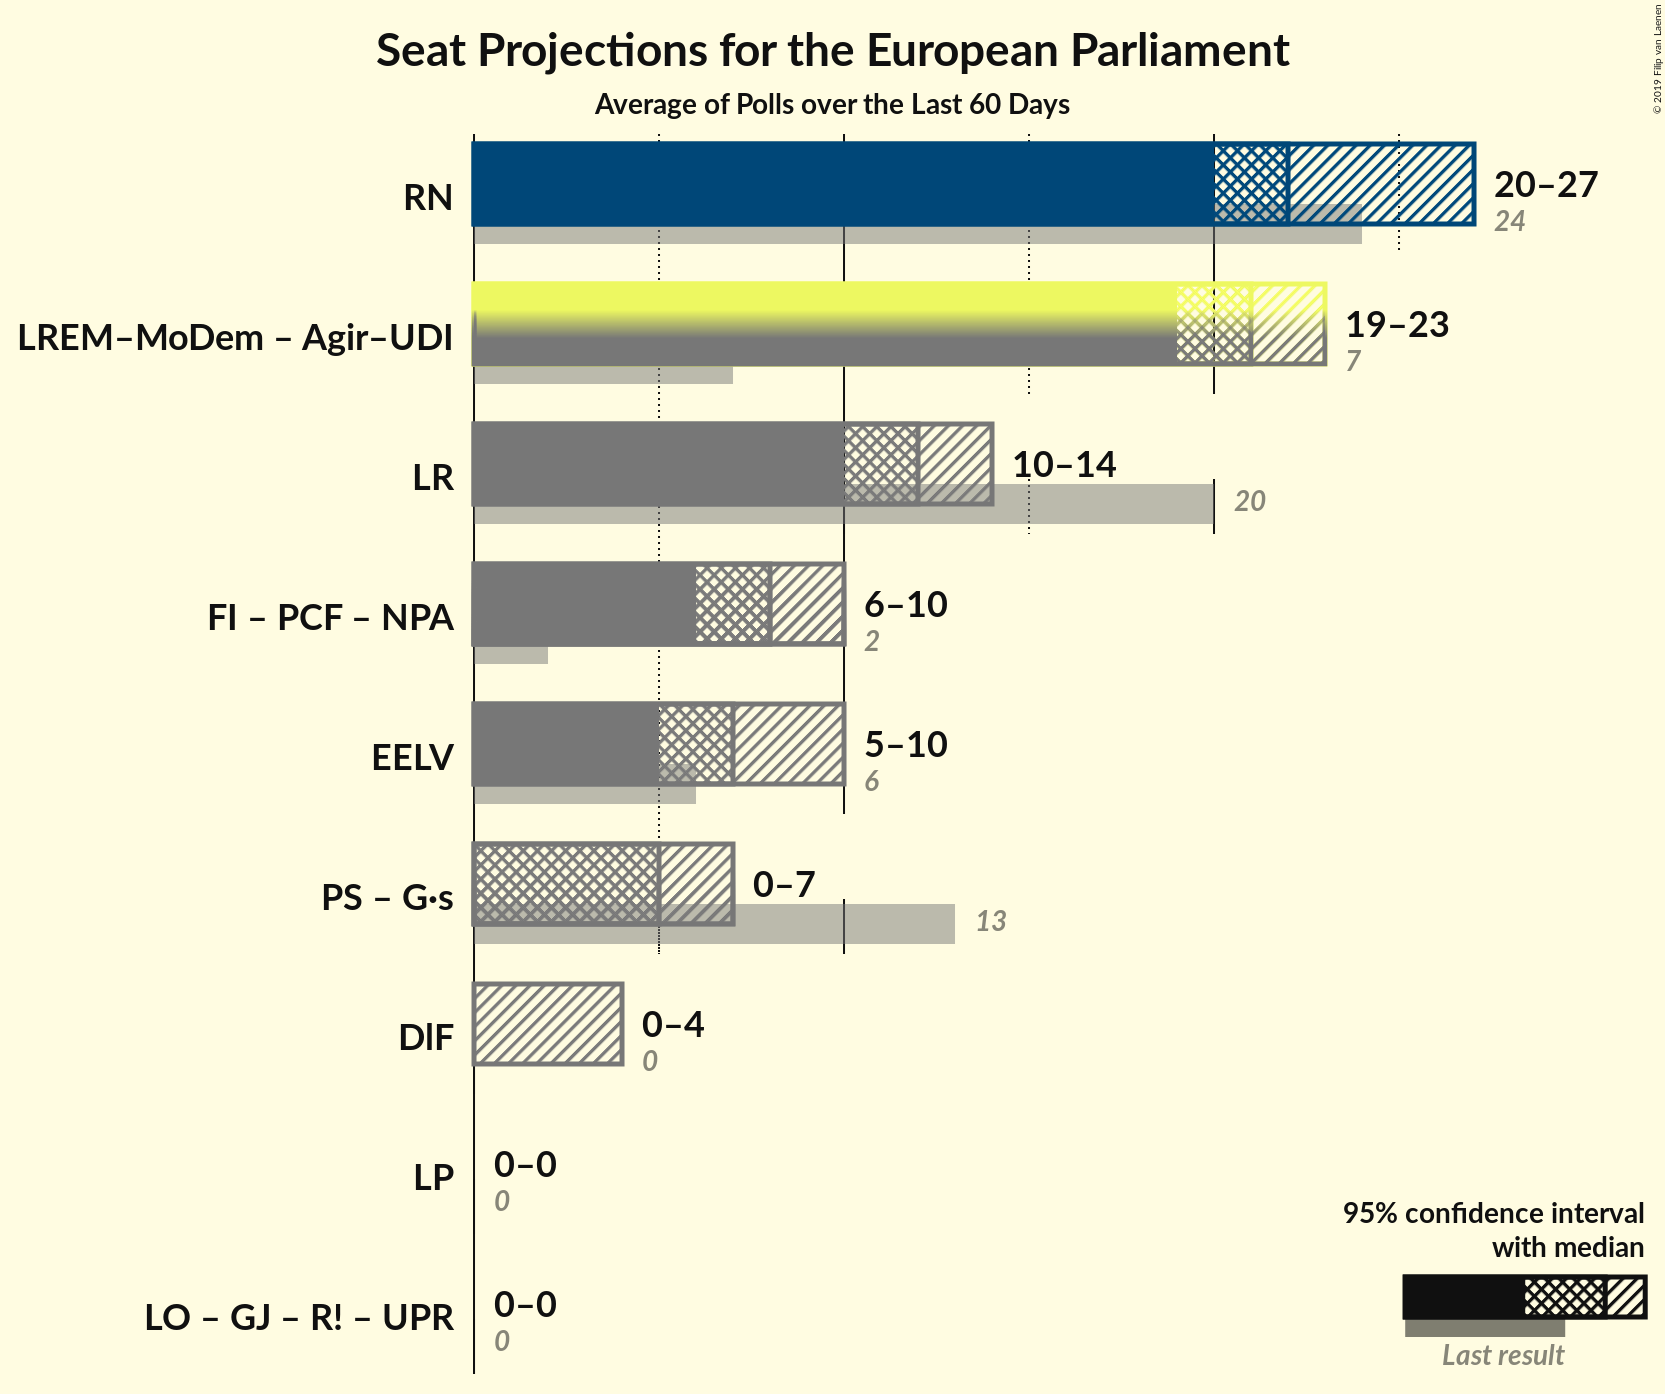 Seat Projections for the European Parliament
Average of Polls over the Last 60 Days
© 2019 Filip van Laenen
RN
20–27
24
LREM–MoDem – Agir–UDI
19–23
7
LR
10–14
20
FI – PCF – NPA
6–10
2
EELV
5–10
6
PS – G·s
0–7
13
DlF
0–4
0
LP
0–0
0
LO – GJ – R! – UPR
0–0
0
95% confidence interval
with median
Last result